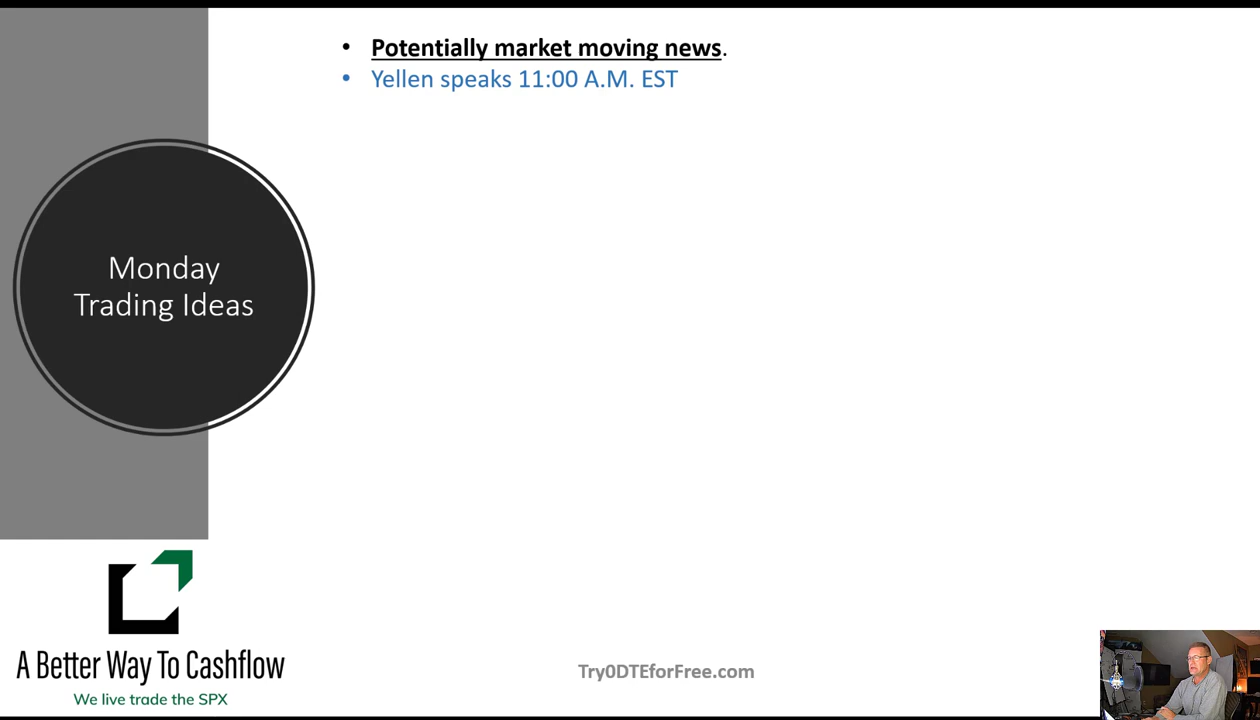 • Potentially market moving news.
• Yellen speaks 11:00 A.M. EST
Monday
Trading Ideas
A Better Way To Cashflow
We live trade the SPX
Try0DTEforFree.com